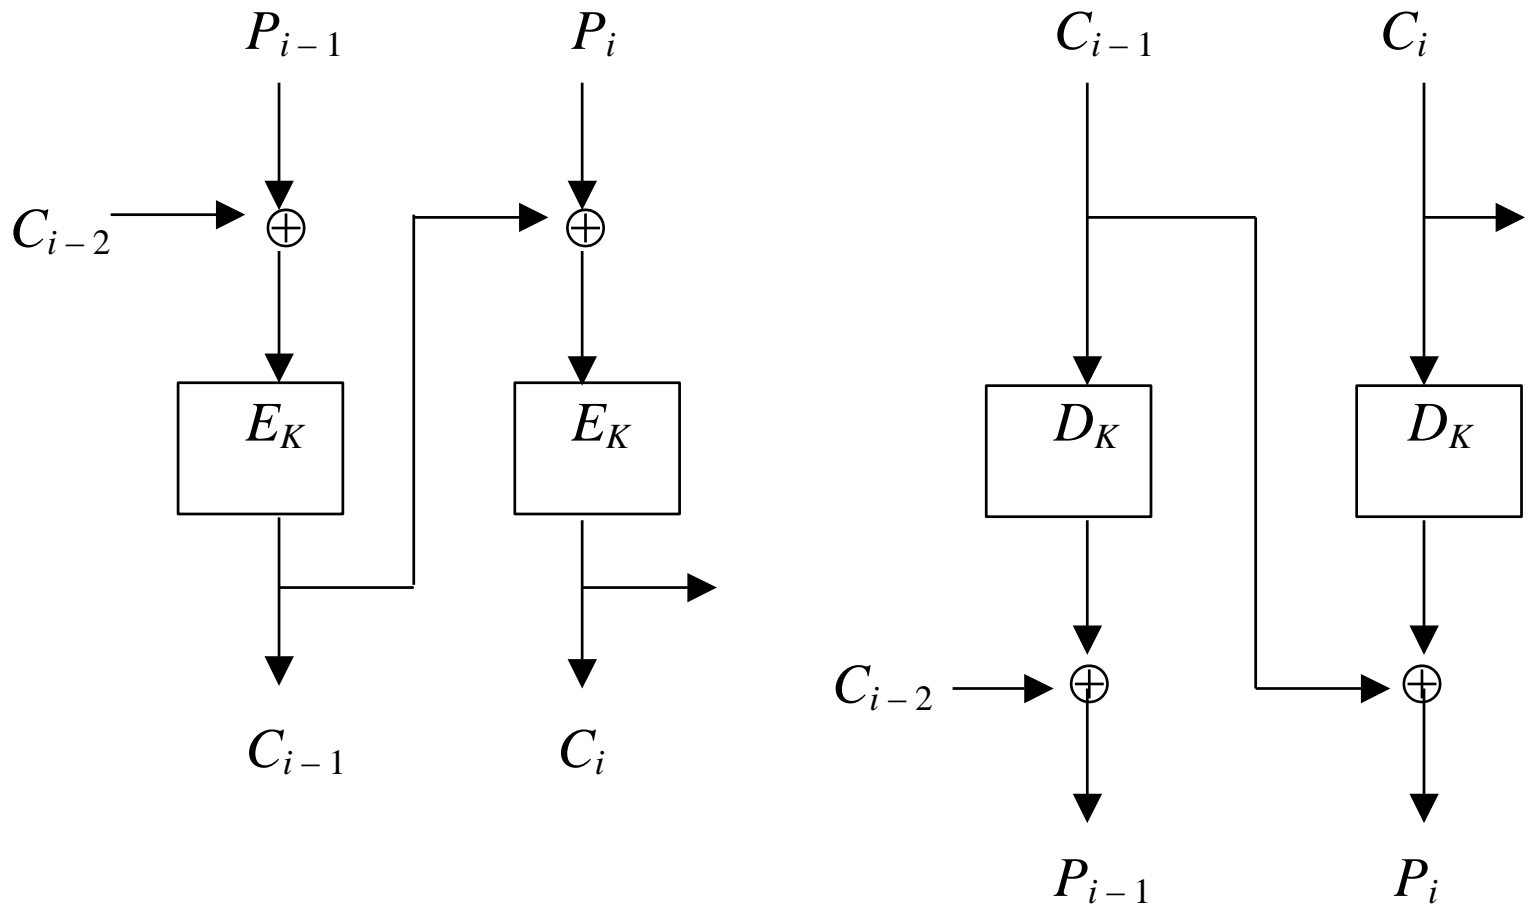 P_{i-1} P_i C_{i-1} C_i
C_{i-2}
E_K E_K D_K D_K
C_{i-2}
C_{i-1} C_i
P_{i-1} P_i